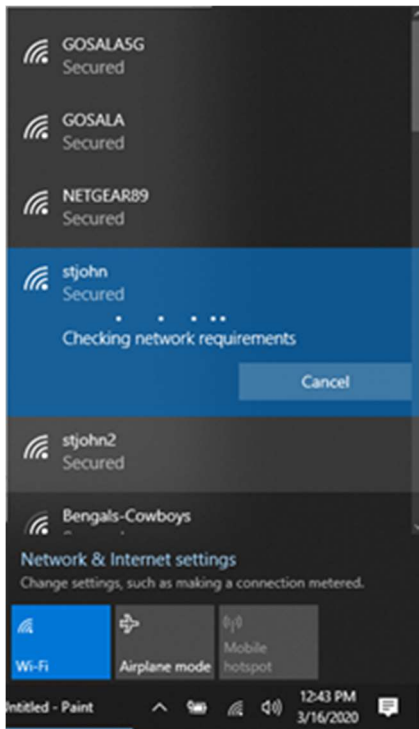 GOSALA5G
Secured
GOSALA
Secured
NETGEAR89
Secured
stjohn
Secured
Checking network requirements
Cancel
stjohn2
Secured
Bengals-Cowboys
Network & Internet settings
Change settings, such as making a connection metered.
Wi-Fi
Airplane mode
Mobile
hotspot
ntitled - Paint
12:43 PM
3/16/2020